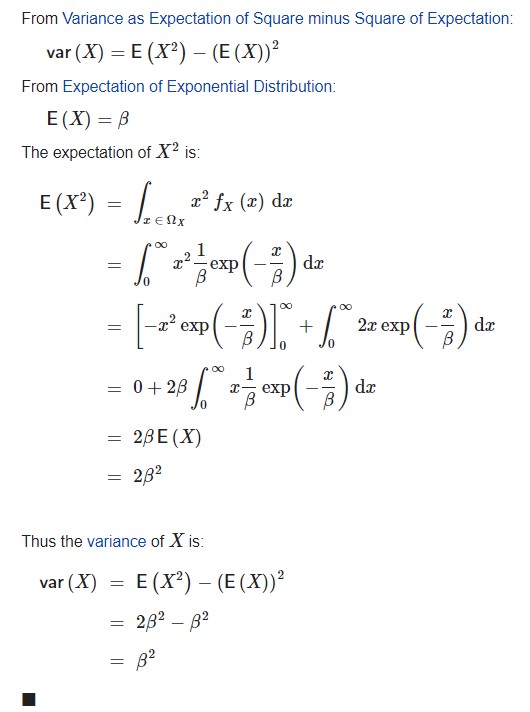 From Variance as Expectation of Square minus Square of Expectation:
var (X) = E (X²) − (E (X))²
From Expectation of Exponential Distribution:
E (X) = β
The expectation of X² is:
E (X²) = ∫_{x ∈ Ω_X} x² f_X (x) dx
= ∫_0^∞ x² 1/β exp(−x/β) dx
= [−x² exp(−x/β)]_0^∞ + ∫_0^∞ 2x exp(−x/β) dx
= 0 + 2β ∫_0^∞ x 1/β exp(−x/β) dx
= 2β E (X)
= 2β²
Thus the variance of X is:
var (X) = E (X²) − (E (X))²
= 2β² − β²
= β²
■